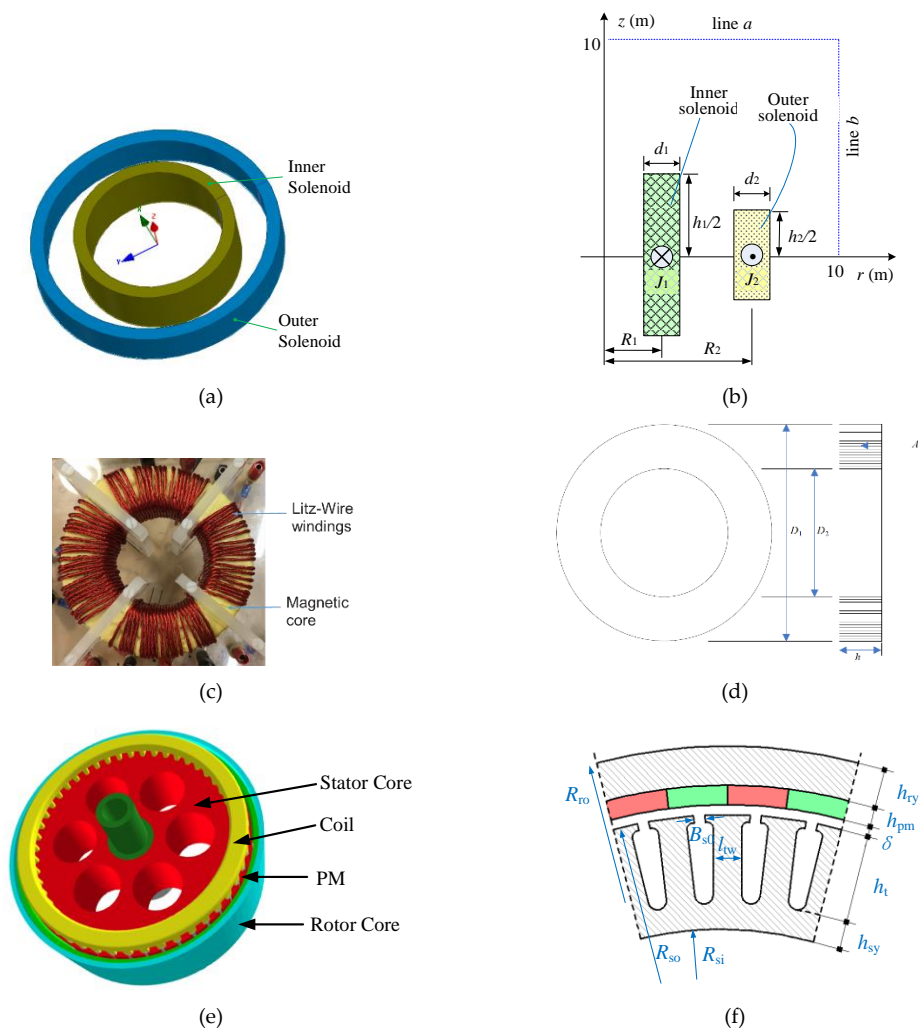 Inner
Solenoid
Outer
Solenoid
z
y
(a)
z (m)
line a
10
Inner
solenoid
Outer
solenoid
d1
d2
h1/2
h2/2
line b
J1
J2
10
r (m)
R1
R2
(b)
Litz-Wire
windings
Magnetic
core
(c)
D1
D2
h
(d)
Stator Core
Coil
PM
Rotor Core
(e)
Rro
hry
hpm
δ
Bs0
ltw
ht
hsy
Rso
Rsi
(f)